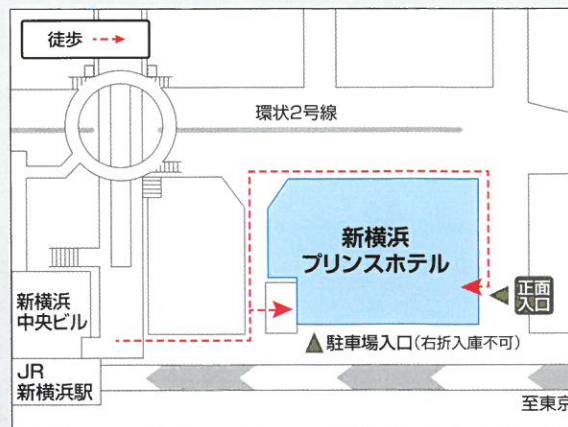 徒歩
環状2号線
新横浜
プリンスホテル
正面
入口
新横浜
中央ビル
駐車場入口(右折入庫不可)
JR
新横浜駅
至東京